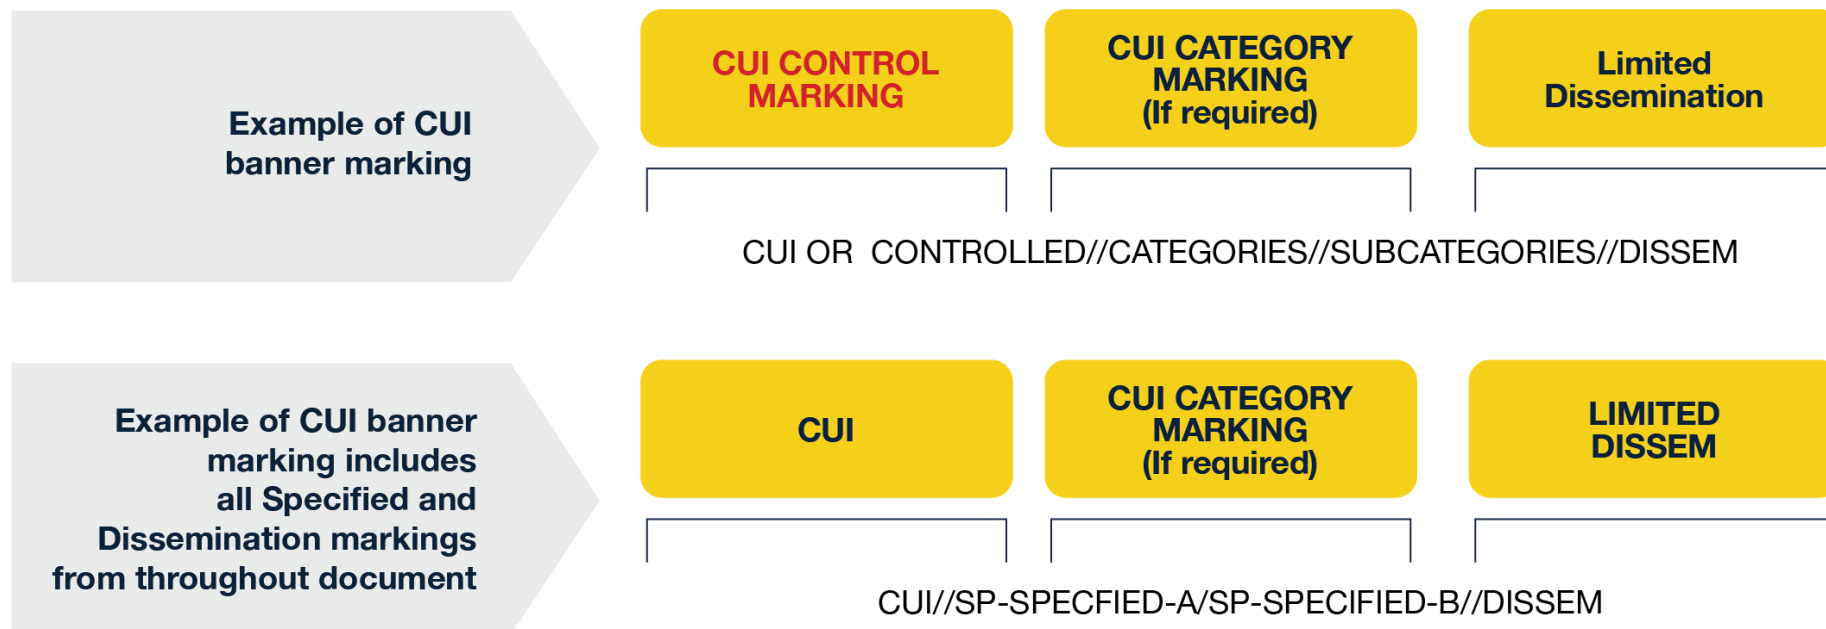 Example of CUI
banner marking
CUI CONTROL
MARKING
CUI CATEGORY
MARKING
(If required)
Limited
Dissemination
CUI OR  CONTROLLED//CATEGORIES//SUBCATEGORIES//DISSEM
Example of CUI banner
marking includes
all Specified and
Dissemination markings
from throughout document
CUI
CUI CATEGORY
MARKING
(If required)
LIMITED
DISSEM
CUI//SP-SPECFIED-A/SP-SPECIFIED-B//DISSEM